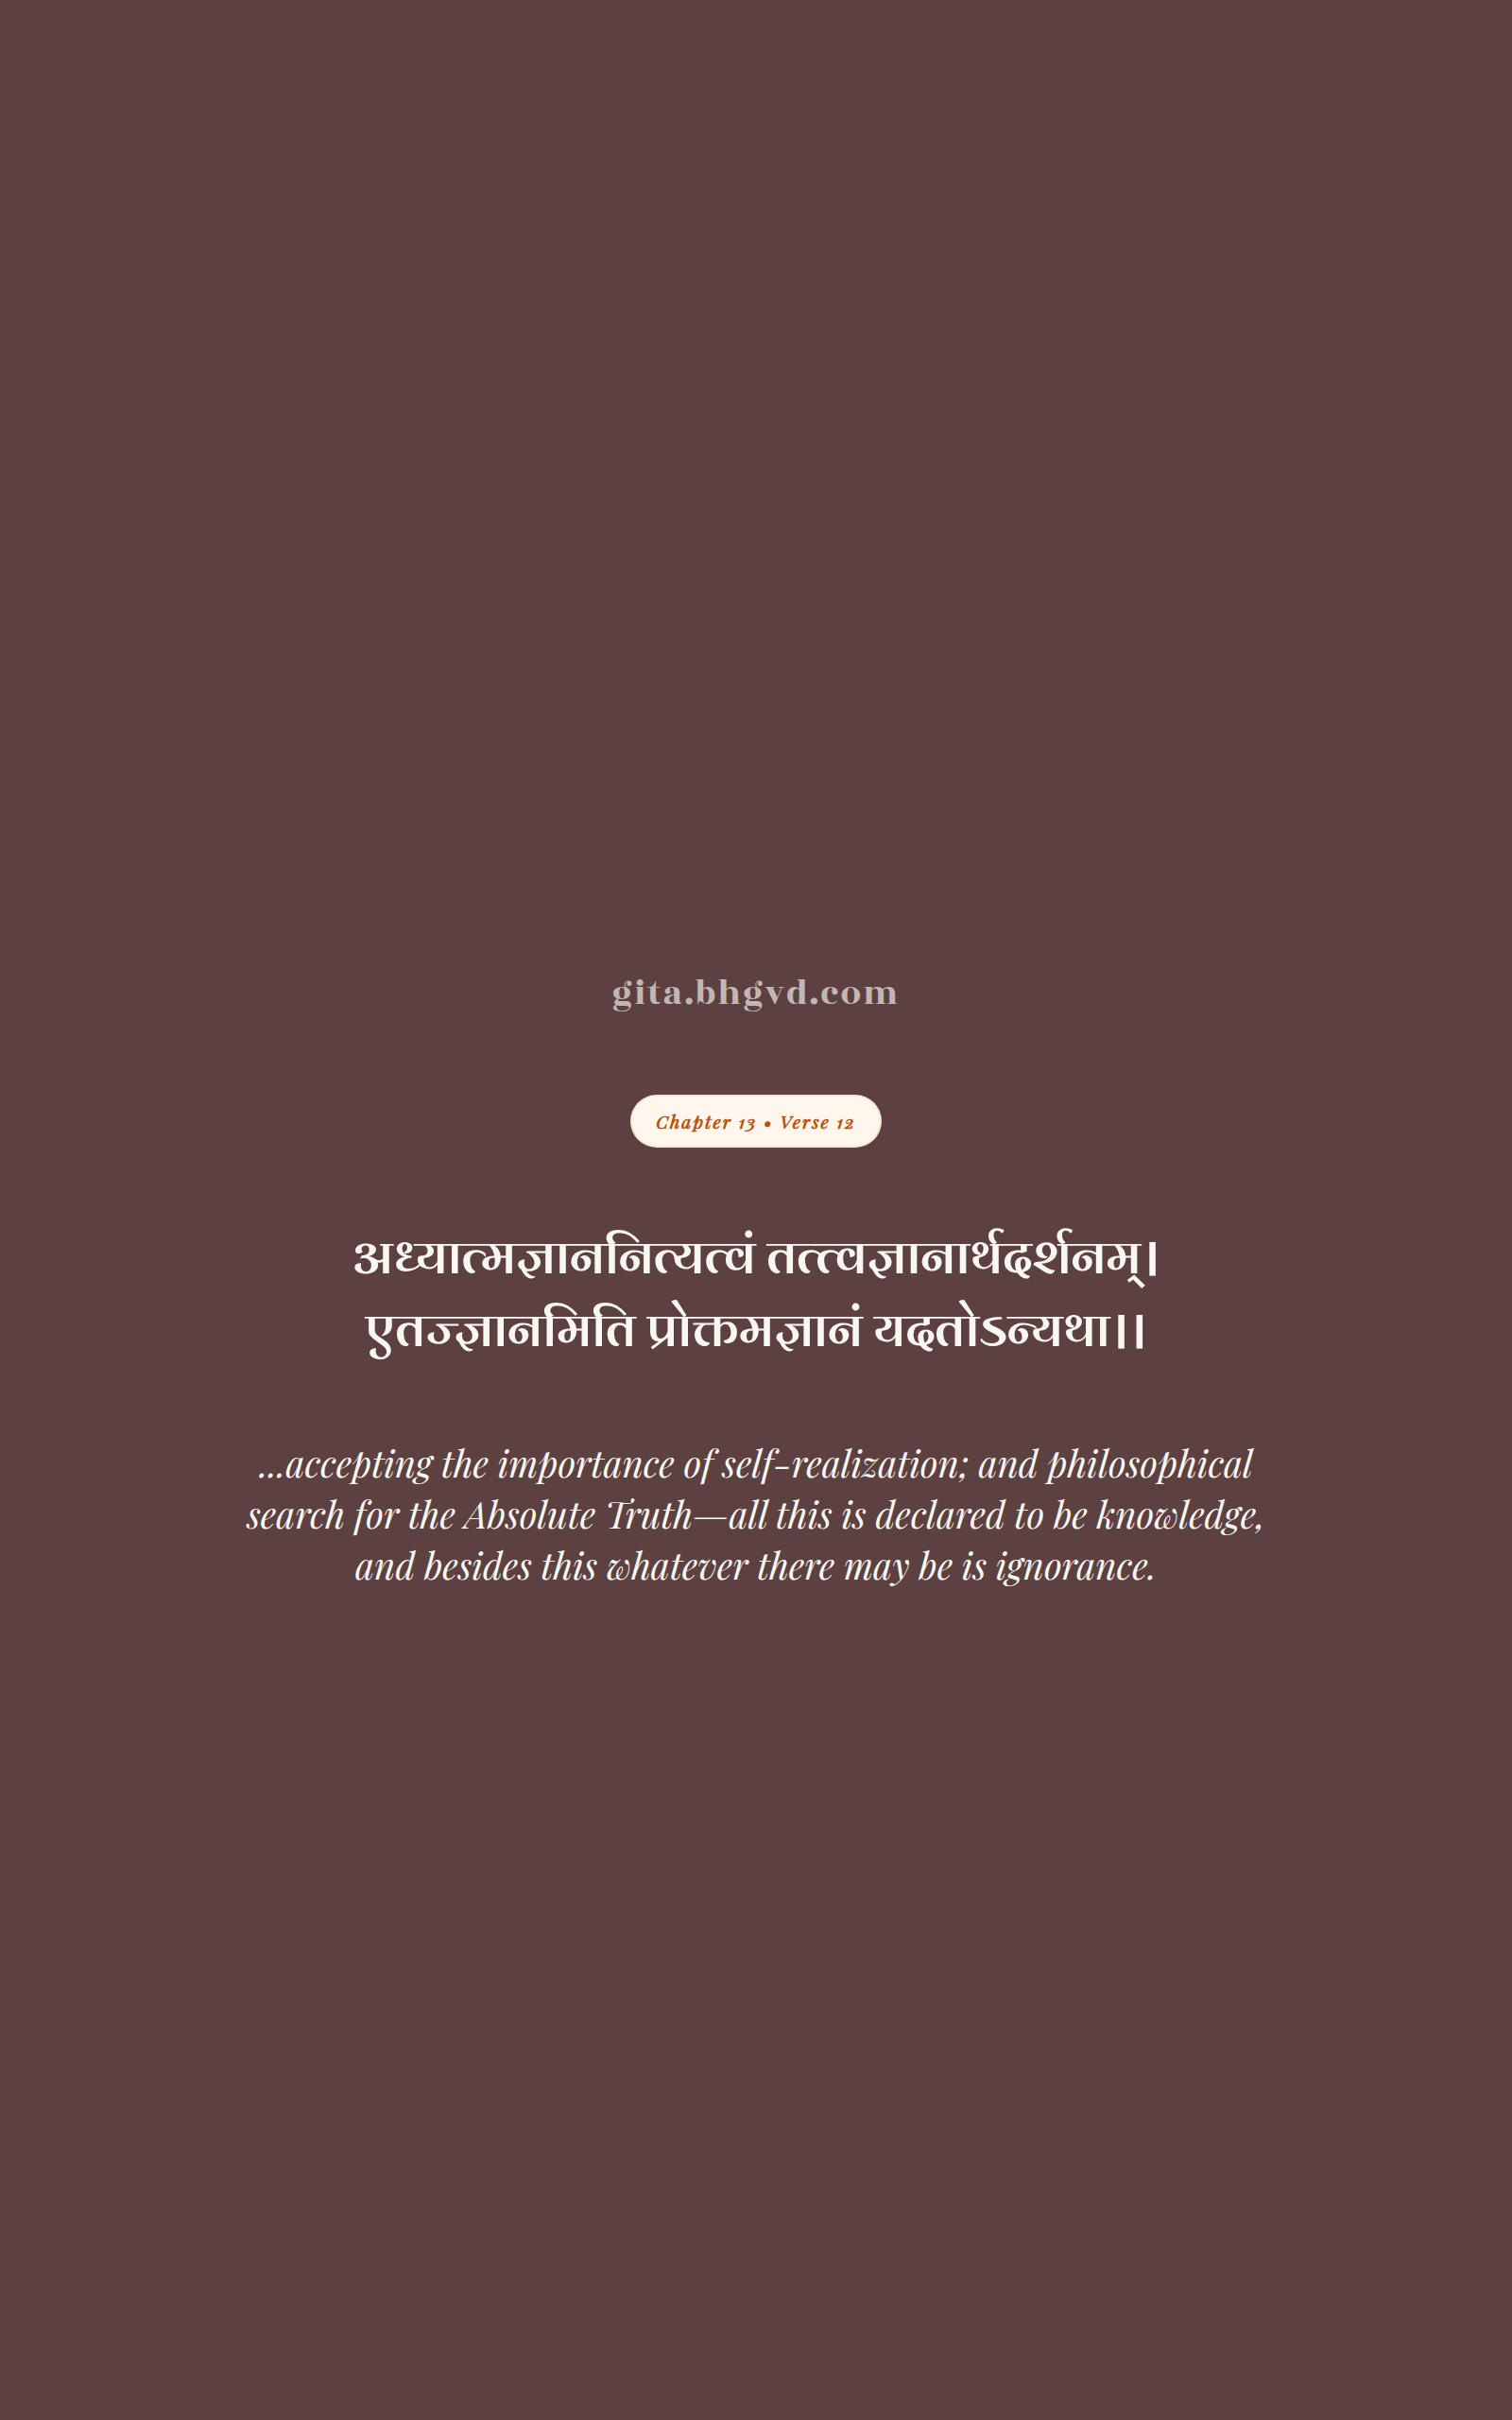 gita.bhgvd.com
Chapter 13 • Verse 12
अध्यात्मज्ञाननित्यत्वं तत्त्वज्ञानार्थदर्शनम्।
एतज्ज्ञानमिति प्रोक्तमज्ञानं यदतोऽन्यथा।।
...accepting the importance of self-realization; and philosophical
search for the Absolute Truth—all this is declared to be knowledge,
and besides this whatever there may be is ignorance.